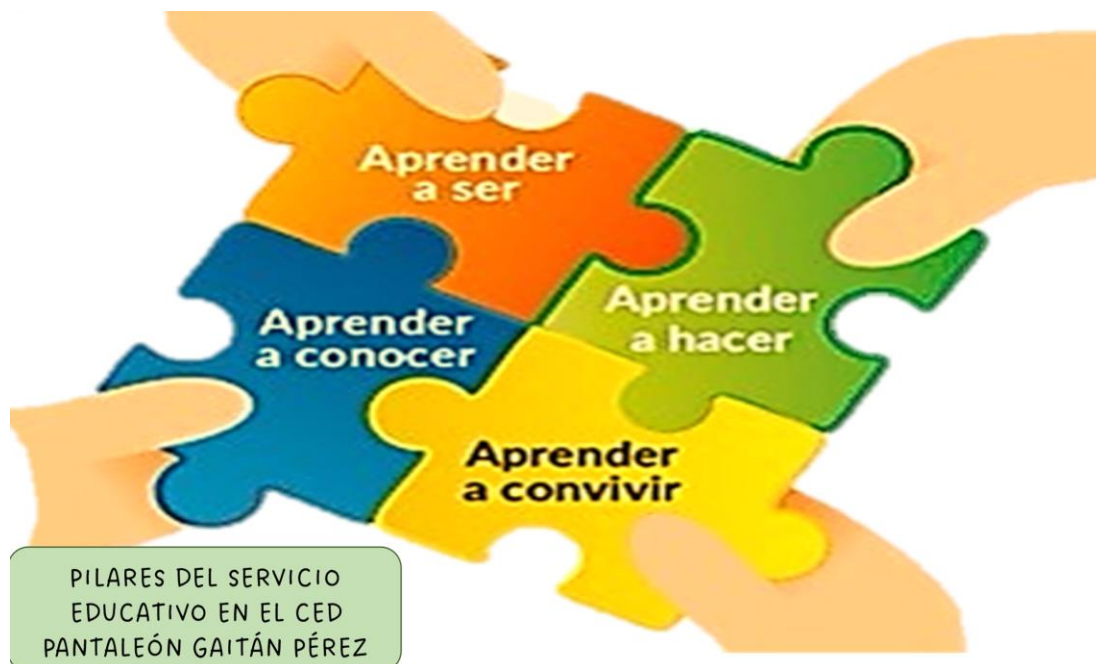 Aprender
a ser
Aprender
a hacer
Aprender
a conocer
Aprender
a convivir
PILARES DEL SERVICIO
EDUCATIVO EN EL CED
PANTALEÓN GAITÁN PÉREZ